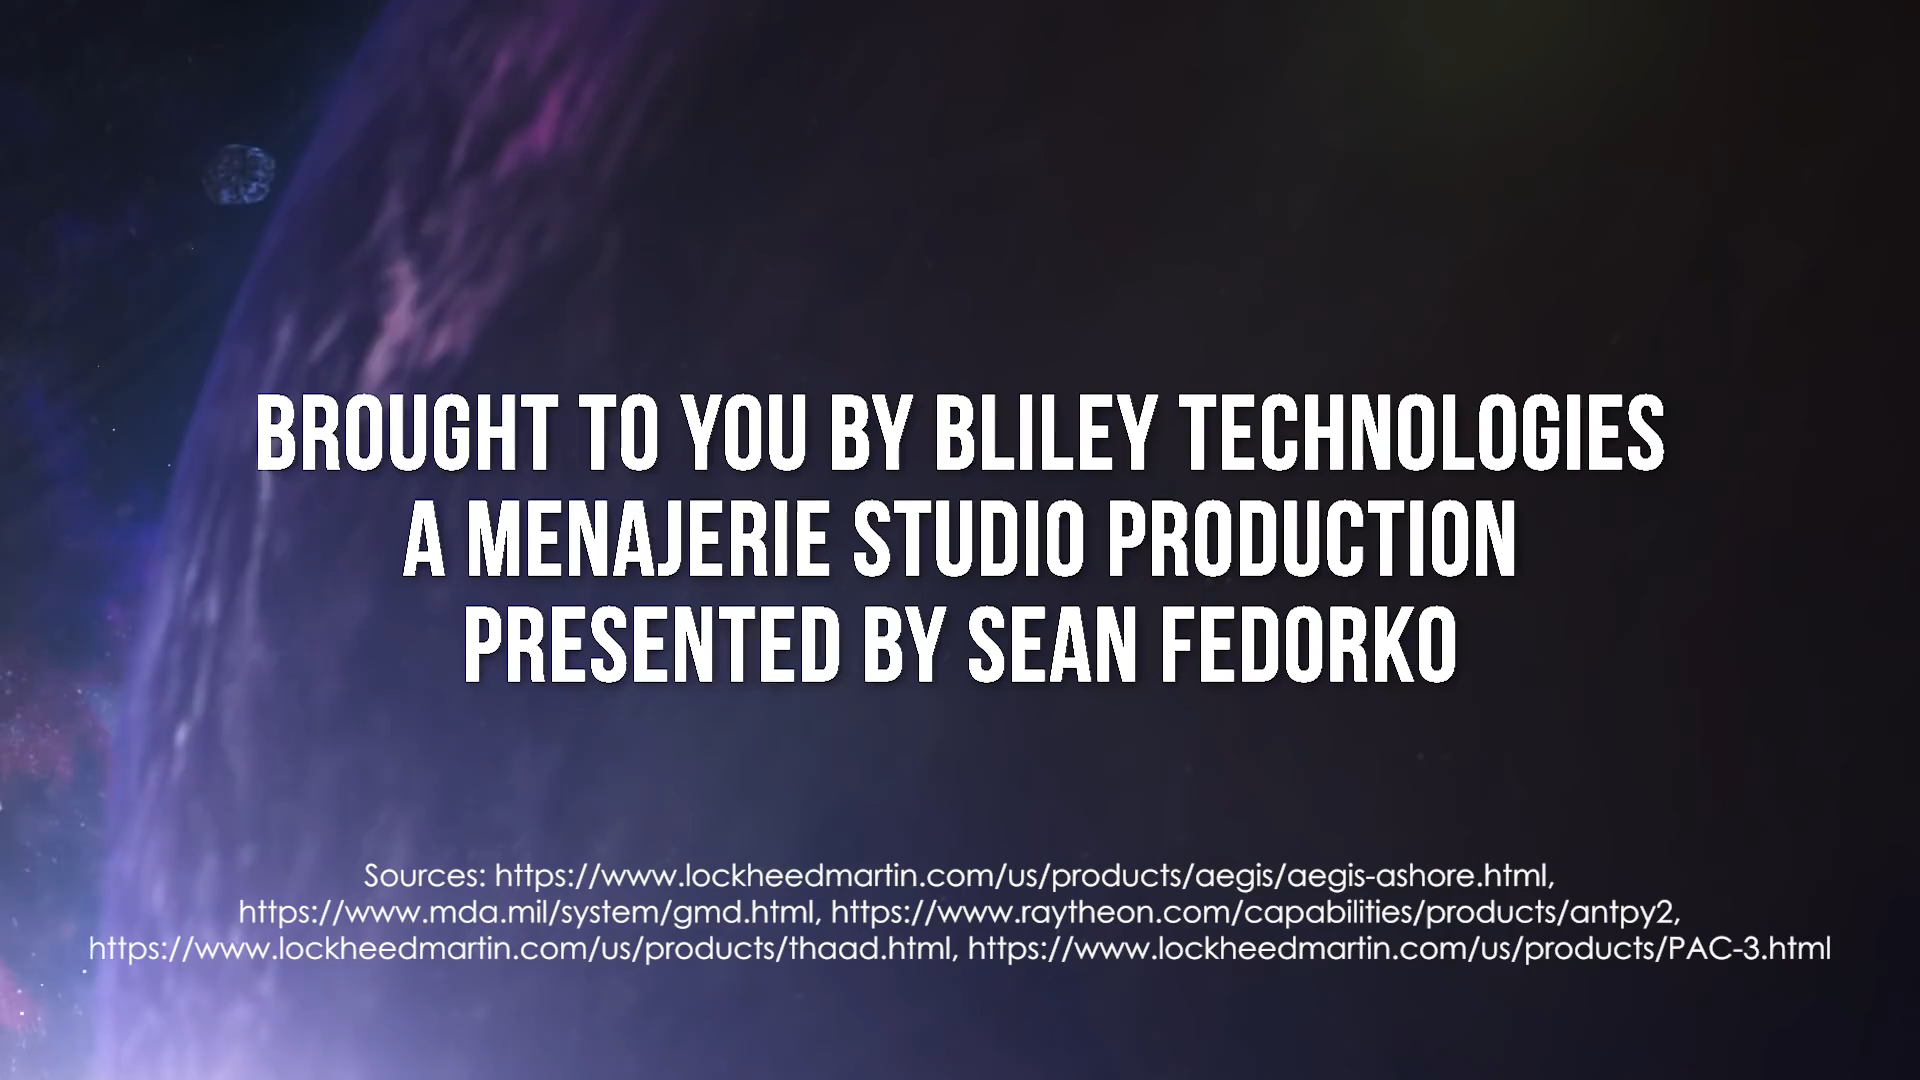 BROUGHT TO YOU BY BLILEY TECHNOLOGIES
A MENAJERIE STUDIO PRODUCTION
PRESENTED BY SEAN FEDORKO
Sources: https://www.lockheedmartin.com/us/products/aegis/aegis-ashore.html,
https://www.mda.mil/system/gmd.html, https://www.raytheon.com/capabilities/products/antpy2,
https://www.lockheedmartin.com/us/products/thaad.html, https://www.lockheedmartin.com/us/products/PAC-3.html